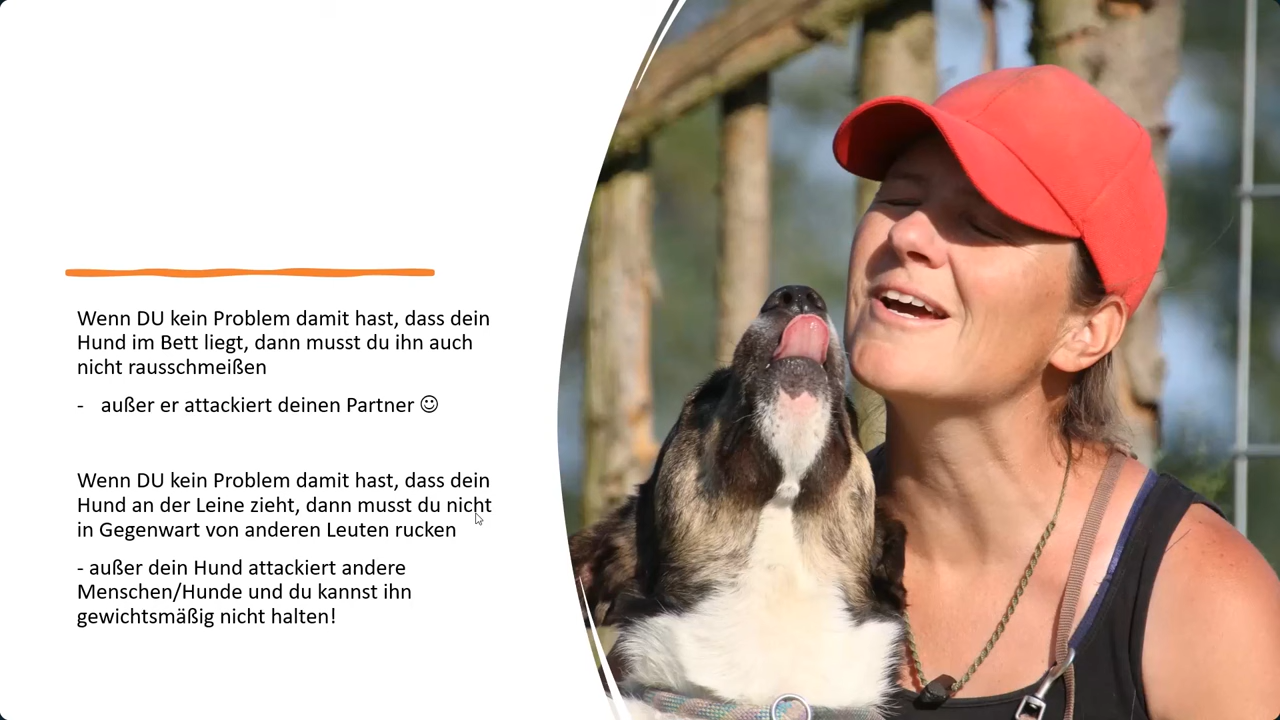 Wenn DU kein Problem damit hast, dass dein
Hund im Bett liegt, dann musst du ihn auch
nicht rausschmeißen
- außer er attackiert deinen Partner ☺
Wenn DU kein Problem damit hast, dass dein
Hund an der Leine zieht, dann musst du nicht
in Gegenwart von anderen Leuten rucken
- außer dein Hund attackiert andere
Menschen/Hunde und du kannst ihn
gewichtsmäßig nicht halten!